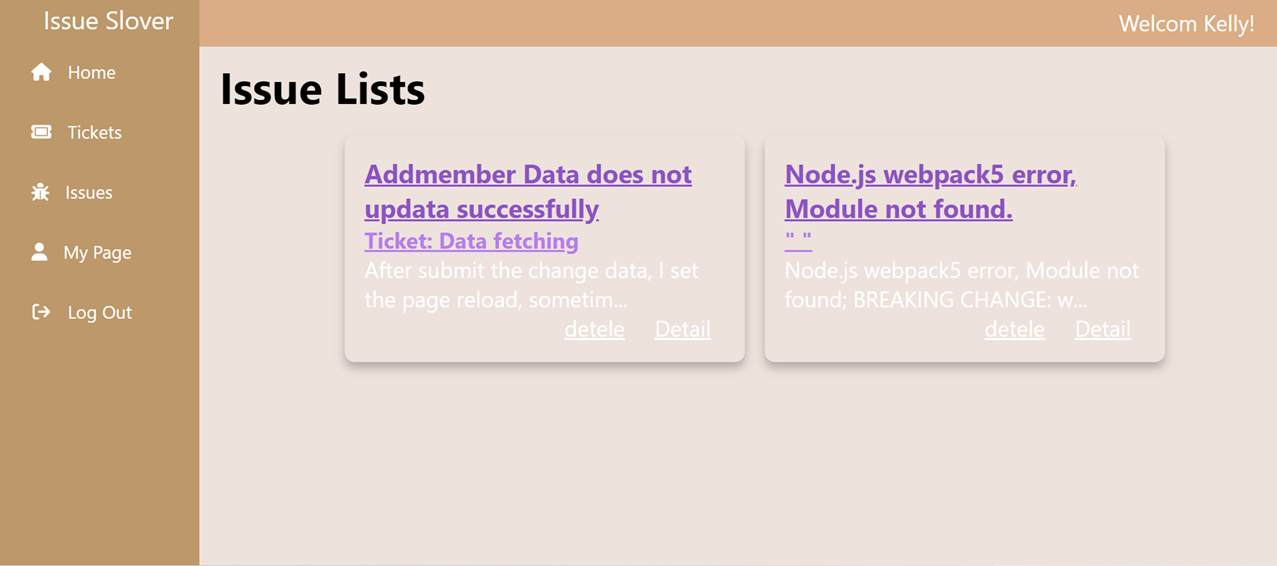 Issue Slover
Welcom Kelly!
Home
Tickets
Issues
My Page
Log Out
Issue Lists
Addmember Data does not
updata successfully
Ticket: Data fetching
After submit the change data, I set
the page reload, sometim...
detele Detail
Node.js webpack5 error,
Module not found.
" "
Node.js webpack5 error, Module not
found; BREAKING CHANGE: w...
detele Detail